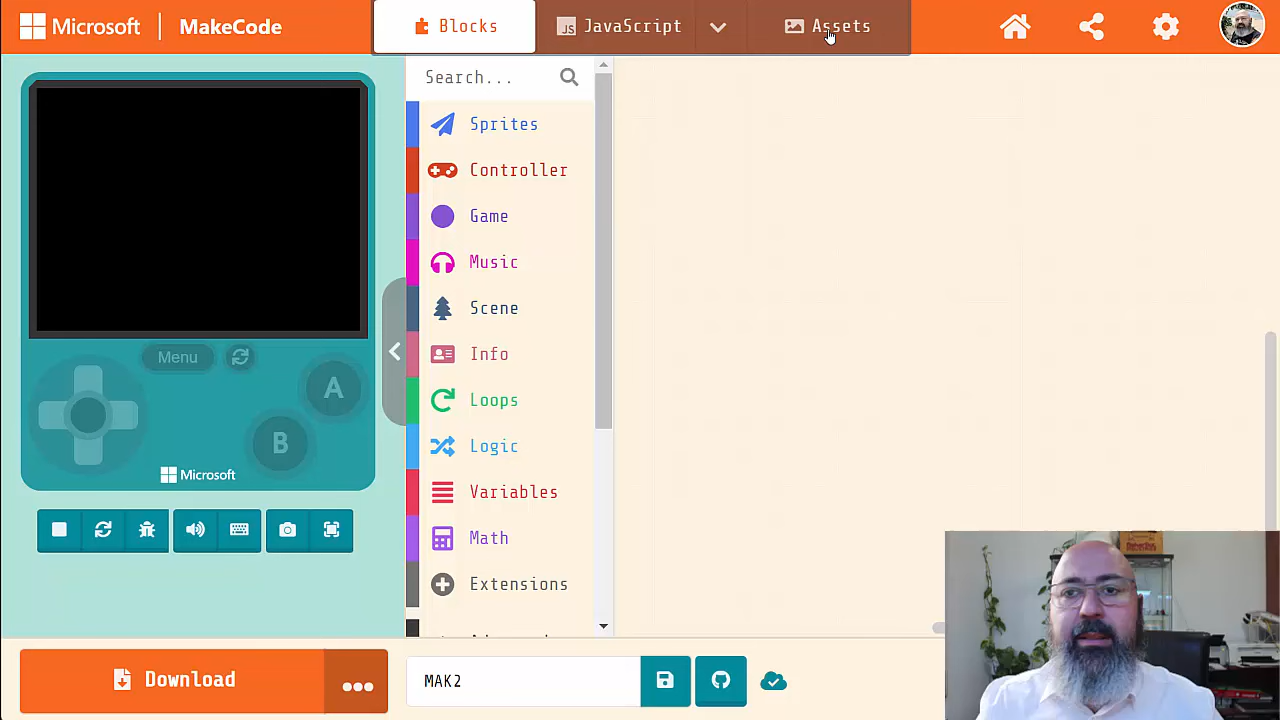 Microsoft | MakeCode
Blocks
JavaScript
Assets
Search...
Sprites
Controller
Game
Music
Scene
Info
Loops
Logic
Variables
Math
Extensions
Menu
A
B
Microsoft
Download
MAK2